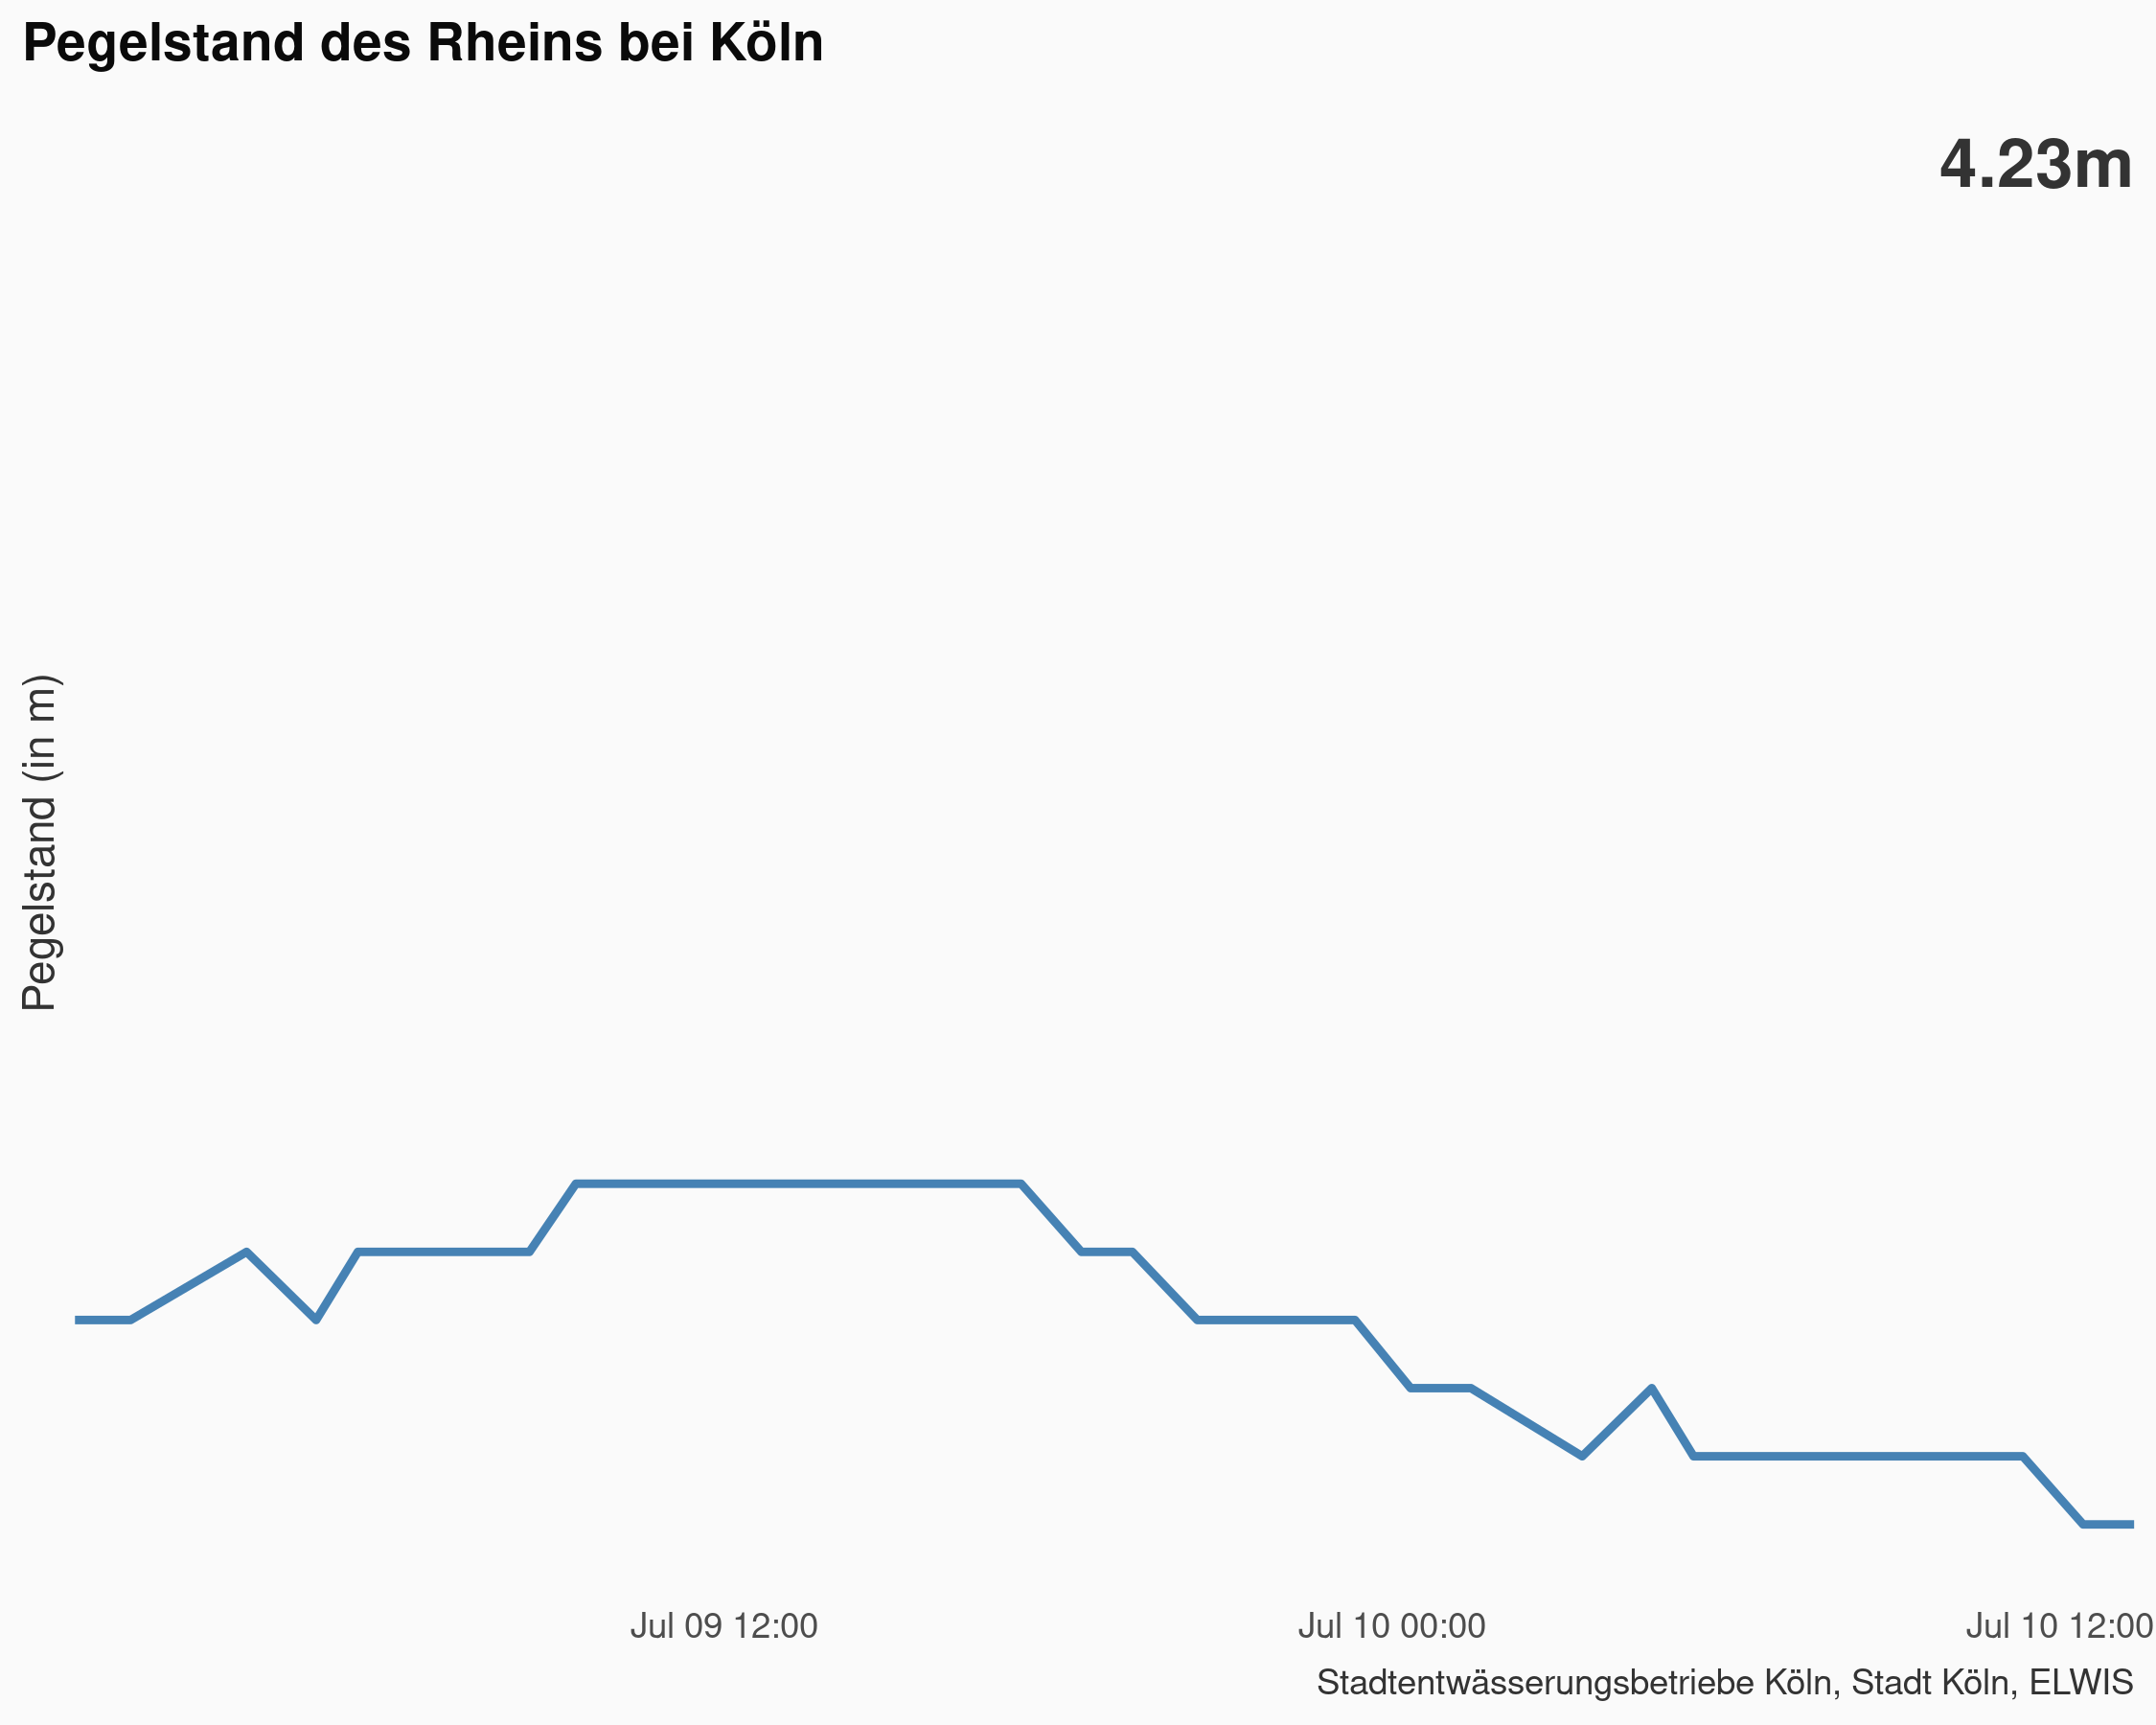 Pegelstand des Rheins bei Köln
4.23m
Pegelstand (in m)
Jul 09 12:00
Jul 10 00:00
Jul 10 12:00
Stadtentwässerungsbetriebe Köln, Stadt Köln, ELWIS